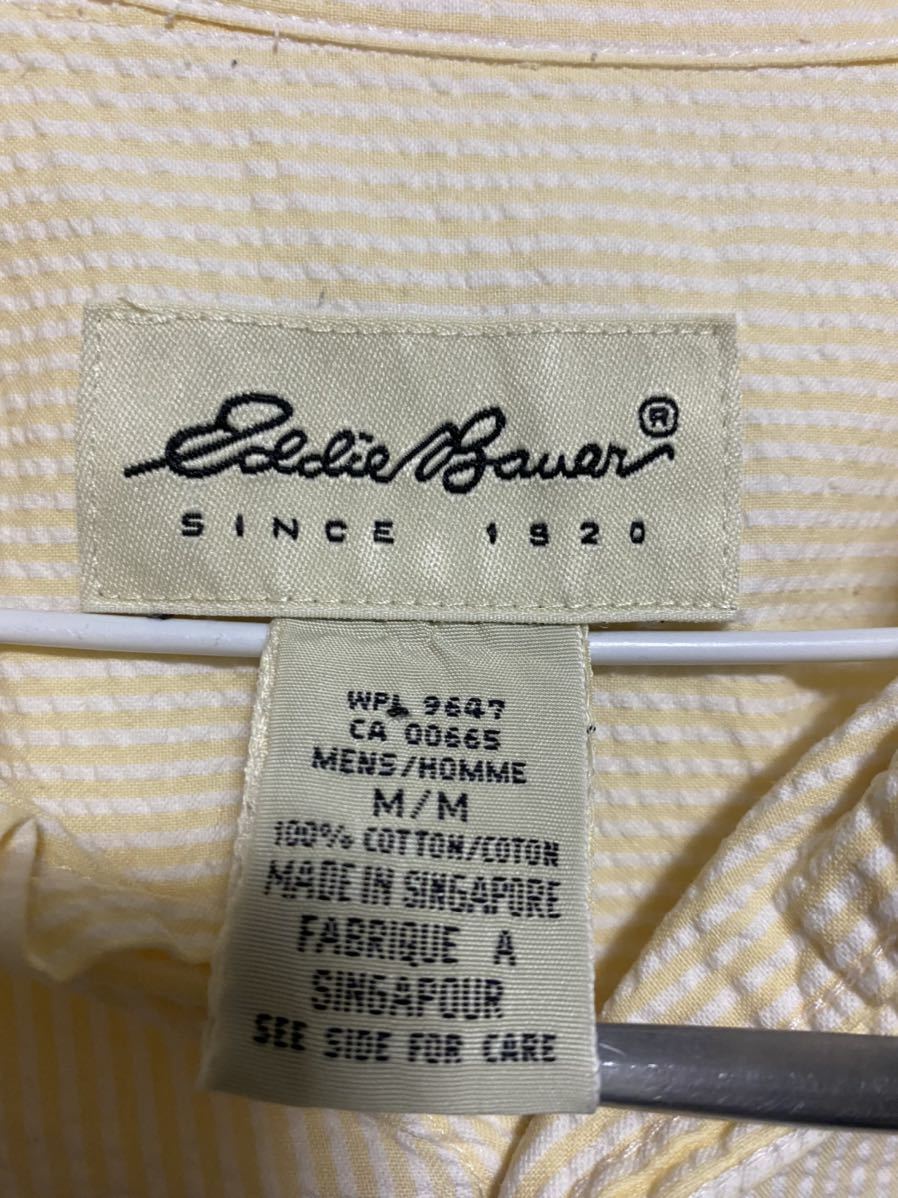 Eddie Bauer®
SINCE 1920
WPL 9647
CA 00665
MENS/HOMME
M/M
100% COTTON/COTON
MADE IN SINGAPORE
FABRIQUE A
SINGAPOUR
SEE SIDE FOR CARE